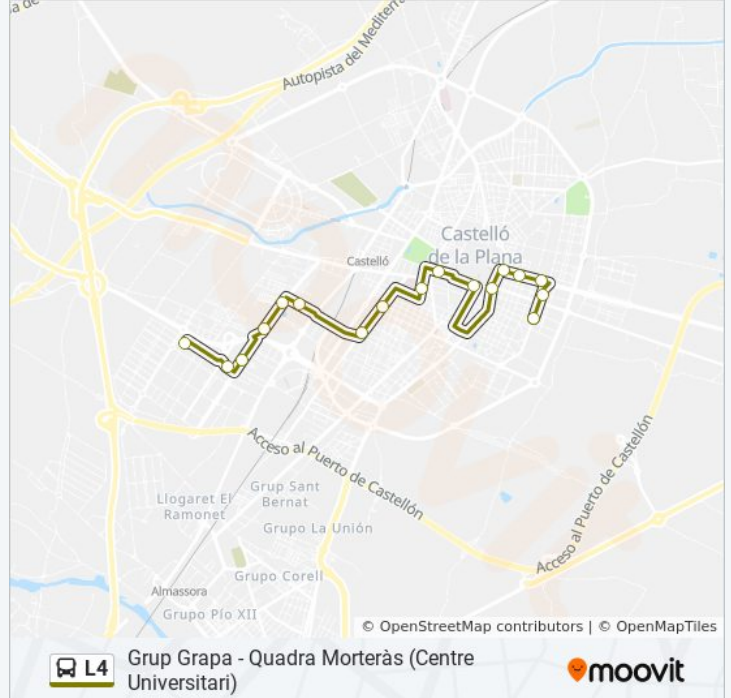 a de
Autopista del Mediterr
Castelló
de la Plana
Castelló
Acceso al Puerto de Castellón
Acceso al Puerto de Castellón
Grup Sant
Bernat
Llogaret El
Ramonet
Grupo La Unión
Grupo Corell
Almassora
Grupo Pío XII
© OpenStreetMap contributors | © OpenMapTiles
L4
Grup Grapa - Quadra Morteràs (Centre
Universitari)
moovit